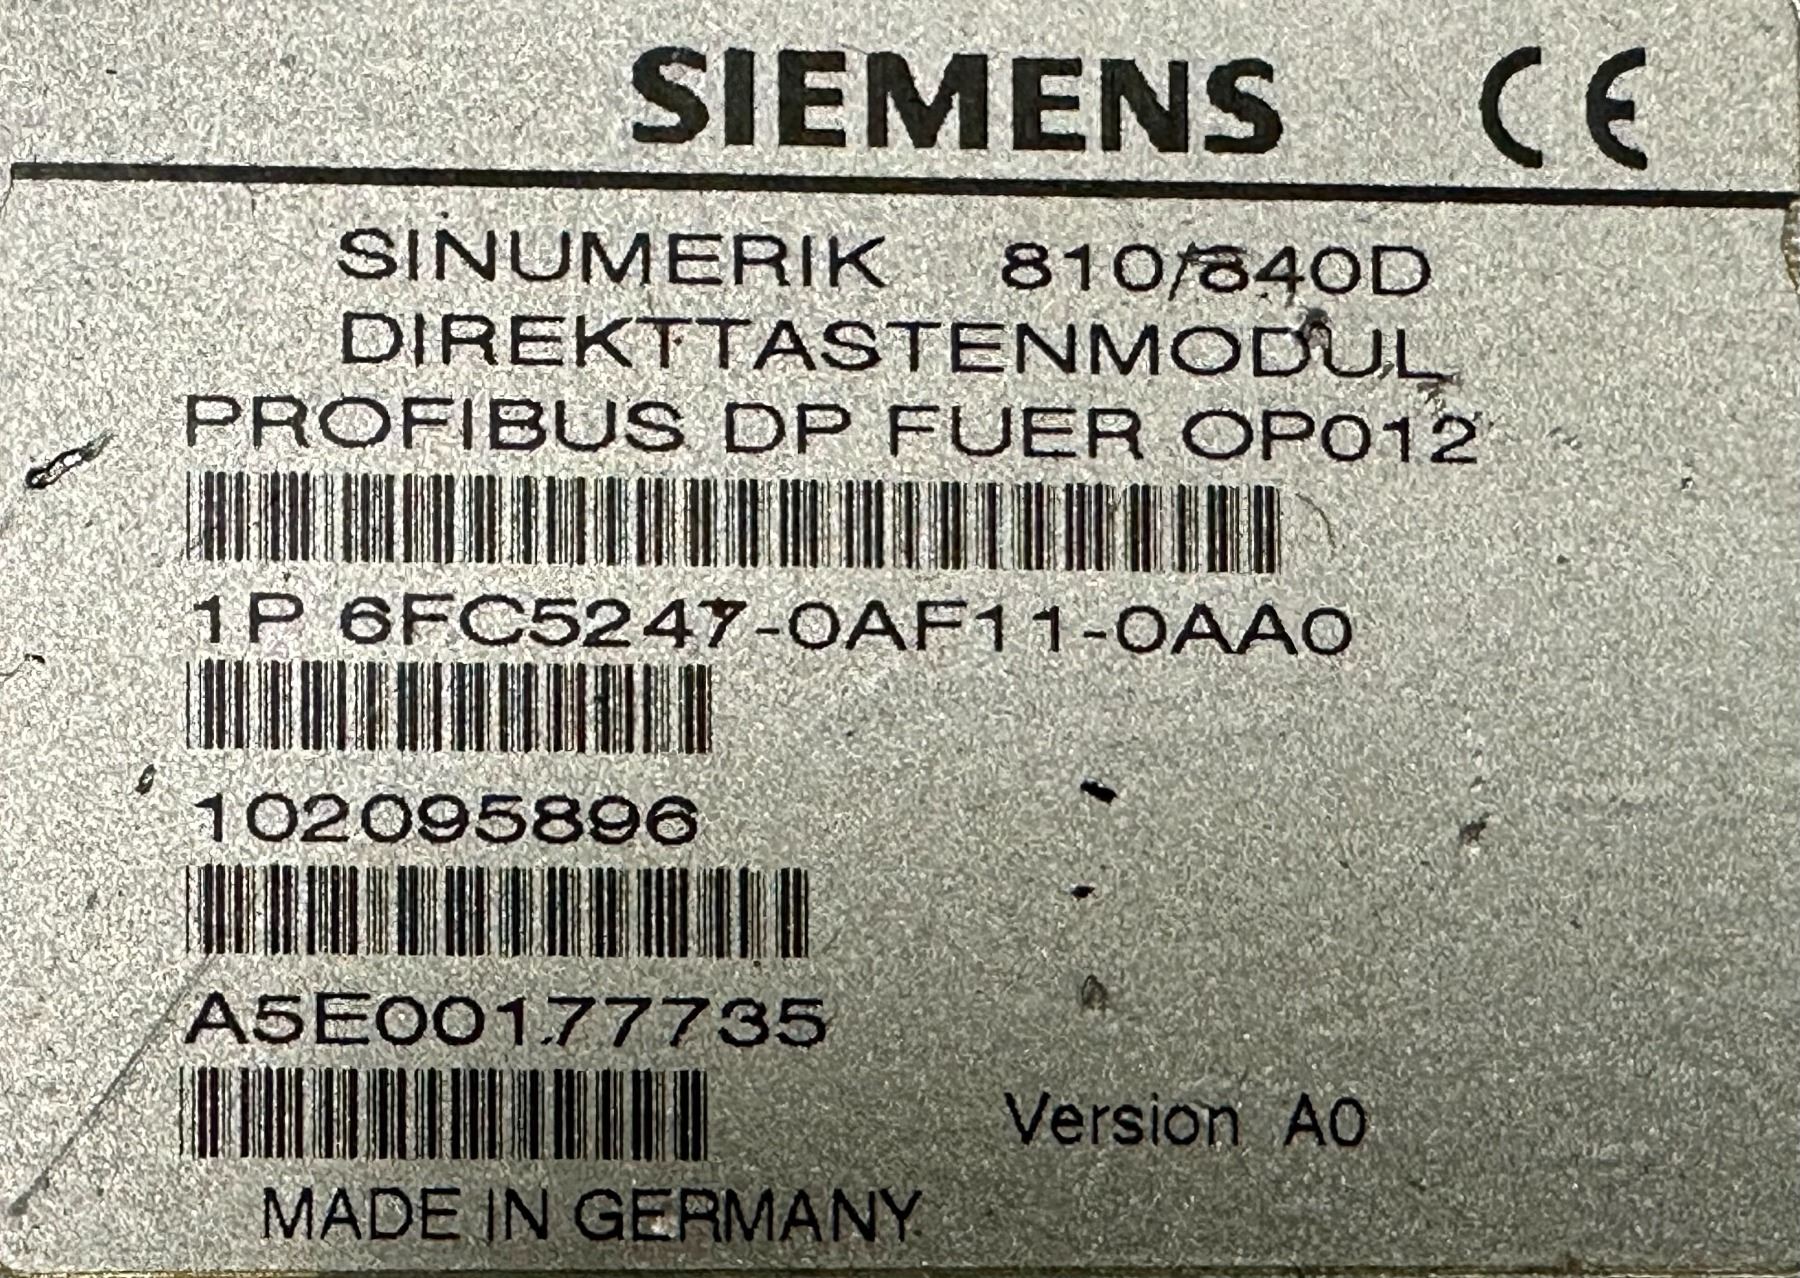 SIEMENS CE
SINUMERIK 810/840D
DIREKTTASTENMODUL
PROFIBUS DP FUER OP012
1P 6FC5247-0AF11-0AA0
102095896
A5E00177735
Version A0
MADE IN GERMANY